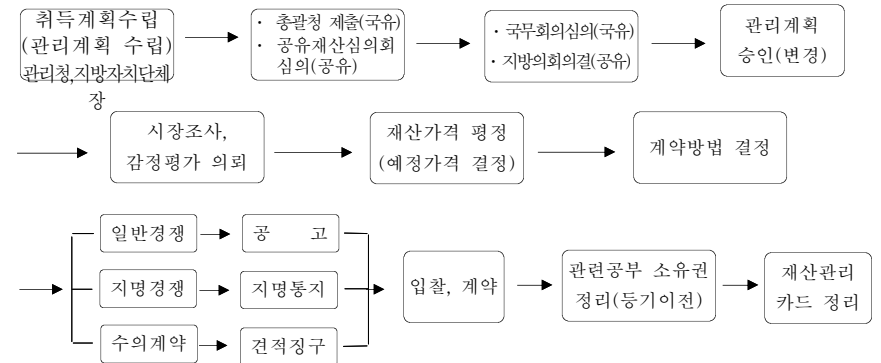 취득계획수립
(관리계획 수립)
관리청,지방자치단체
장
· 총괄청 제출(국유)
· 공유재산심의회
심의(공유)
· 국무회의심의(국유)
· 지방의회의결(공유)
관리계획
승인(변경)
시장조사,
감정평가 의뢰
재산가격 평정
(예정가격 결정)
계약방법 결정
일반경쟁
공 고
지명경쟁
지명통지
수의계약
견적징구
입찰, 계약
관련공부 소유권
정리(등기이전)
재산관리
카드 정리